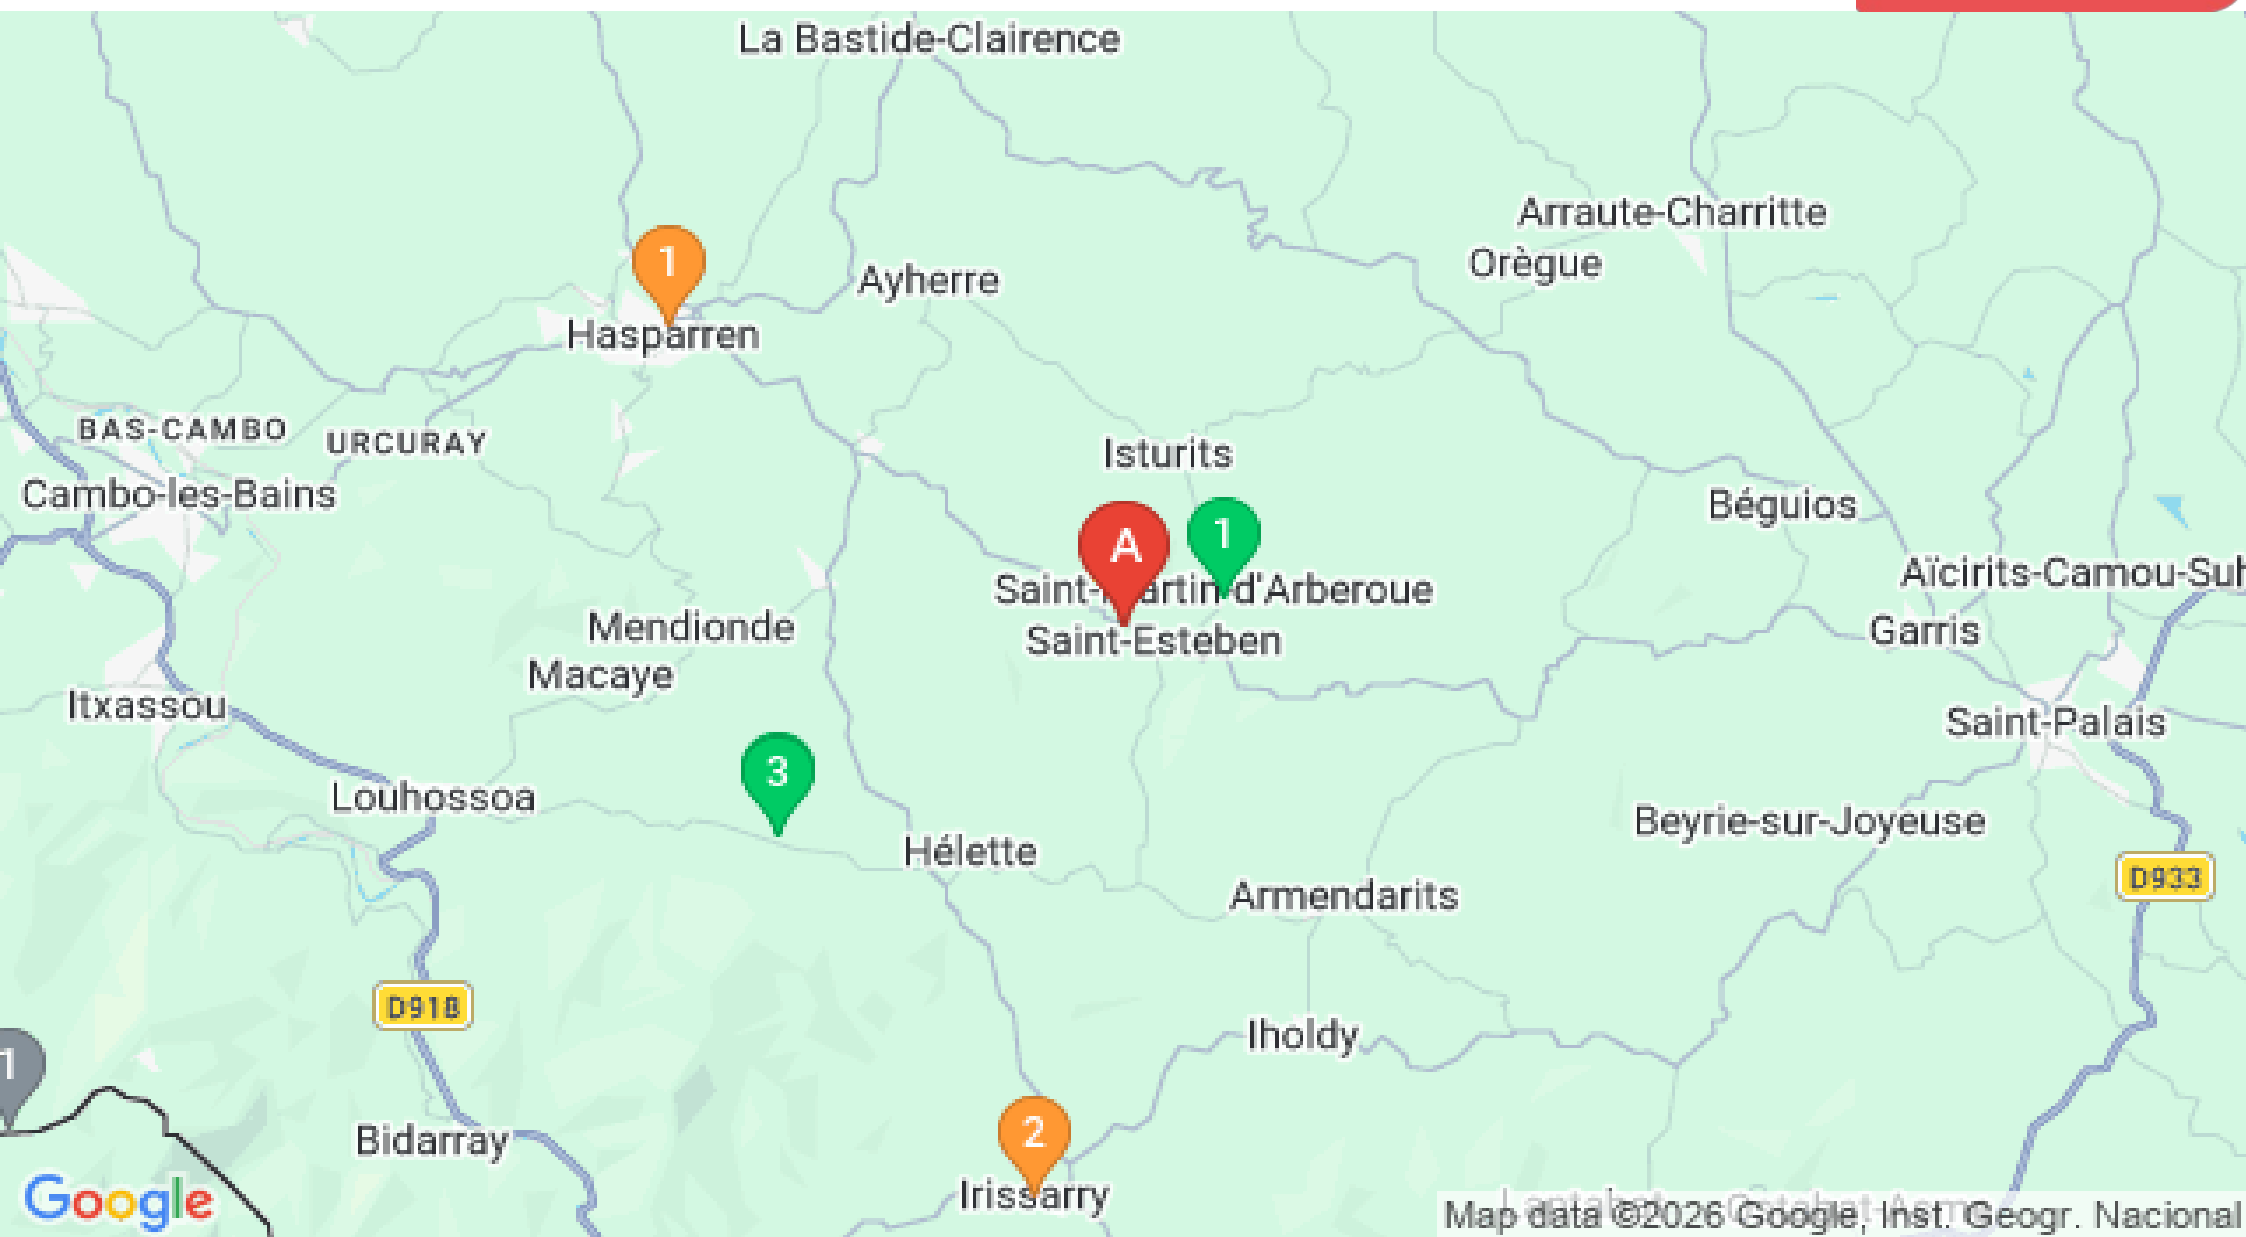 La Bastide-Clairence
Arraute-Charritte
Orègue
1
Ayherre
Hasparren
BAS-CAMBO
URCURAY
Isturits
Cambo-les-Bains
Béguios
A
1
Aïcirits-Camou-Suh
Saint-Martin-d'Arberoue
Mendionde
Saint-Esteben
Garris
Macaye
Itxassou
Saint-Palais
3
Louhossoa
Beyrie-sur-Joyeuse
Hélette
D933
Armendarits
D918
Iholdy
1
2
Bidarray
Irissarry
Google
Map data ©2026 Google, Inst. Geogr. Nacional